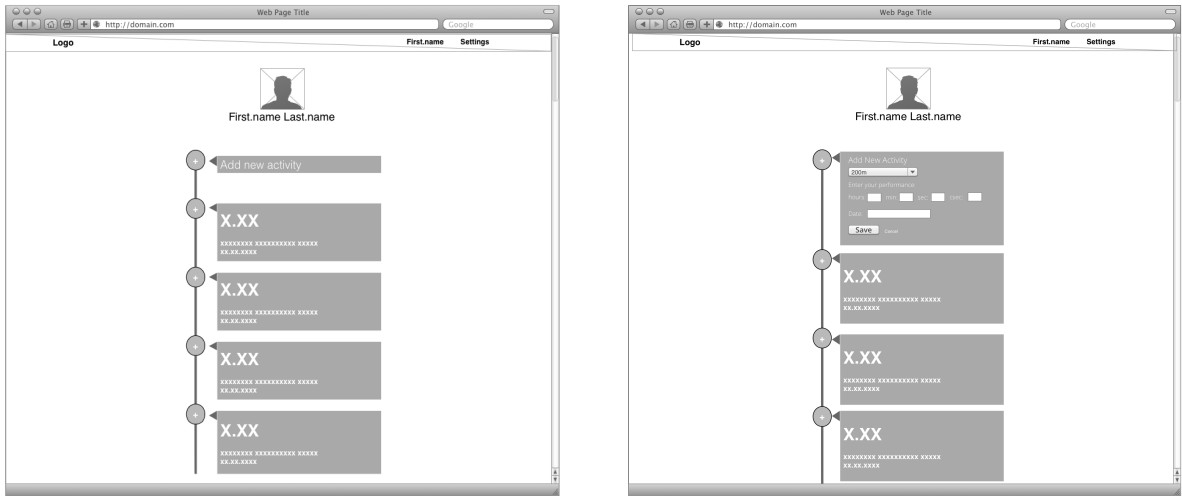 Web Page Title
http://domain.com
Google
Logo First.name Settings
First.name Last.name
+ Add new activity
+
X.XX
xxxxxxxx xxxxxxxxxx xxxxx
xx.xx.xxxx
+
X.XX
xxxxxxxx xxxxxxxxxx xxxxx
xx.xx.xxxx
+
X.XX
xxxxxxxx xxxxxxxxxx xxxxx
xx.xx.xxxx
+
X.XX
xxxxxxxx xxxxxxxxxx xxxxx
xx.xx.xxxx
Web Page Title
http://domain.com
Google
Logo First.name Settings
First.name Last.name
+ Add New Activity
200m
Enter your performance
hours min sec csec
Date
Save Cancel
+
X.XX
xxxxxxxx xxxxxxxxxx xxxxx
xx.xx.xxxx
+
X.XX
xxxxxxxx xxxxxxxxxx xxxxx
xx.xx.xxxx
+
X.XX
xxxxxxxx xxxxxxxxxx xxxxx
xx.xx.xxxx